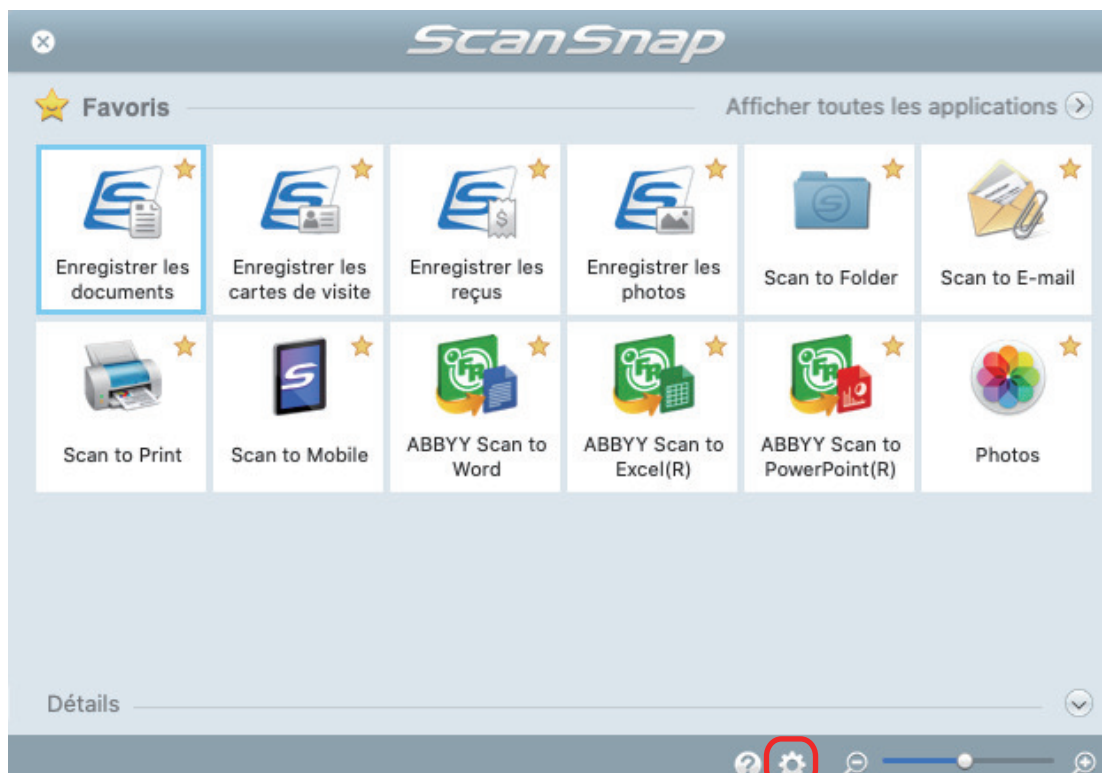 ScanSnap
Favoris
Afficher toutes les applications
Enregistrer les
documents
Enregistrer les
cartes de visite
Enregistrer les
reçus
Enregistrer les
photos
Scan to Folder
Scan to E-mail
Scan to Print
Scan to Mobile
ABBYY Scan to
Word
ABBYY Scan to
Excel(R)
ABBYY Scan to
PowerPoint(R)
Photos
Détails